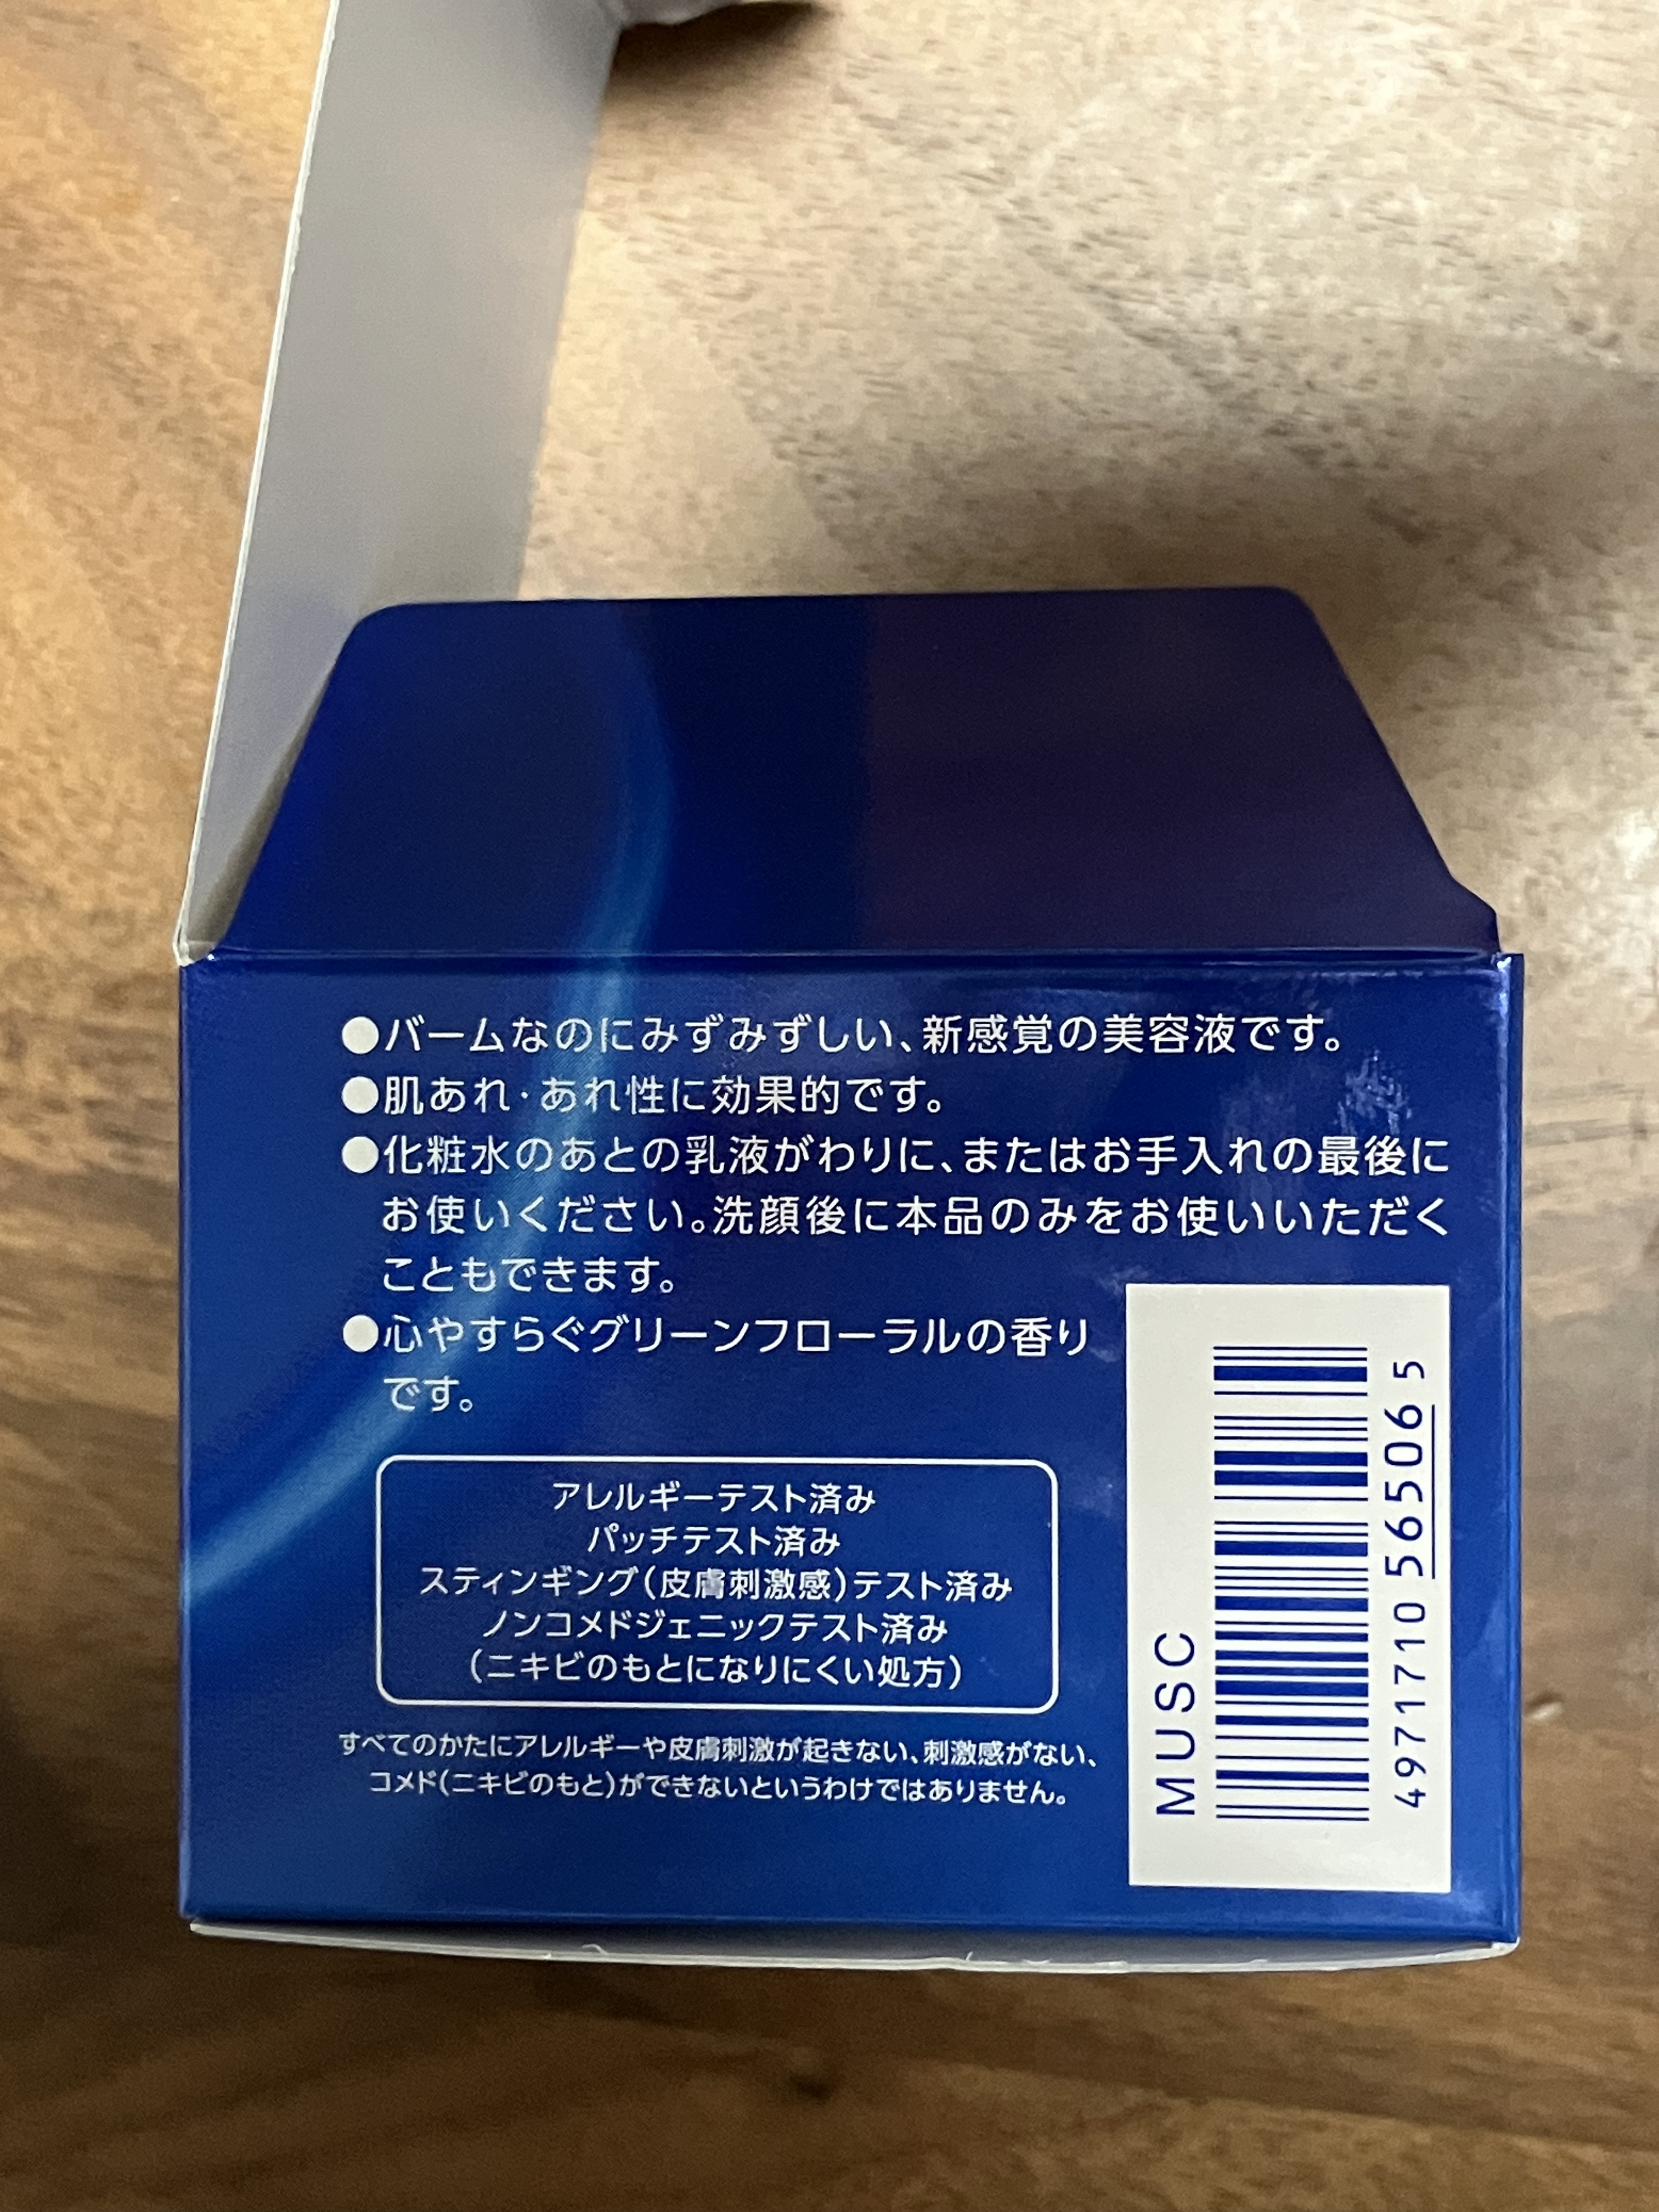 ●バームなのにみずみずしい、新感覚の美容液です。
●肌あれ·あれ性に効果的です。
●化粧水のあとの乳液がわりに、またはお手入れの最後に
お使いください。洗顔後に本品のみをお使いいただく
こともできます。
●心やすらぐグリーンフローラルの香り
です。
アレルギーテスト済み
パッチテスト済み
スティンギング(皮膚刺激感)テスト済み
ノンコメドジェニックテスト済み
(ニキビのもとになりにくい処方)
すべてのかたにアレルギーや皮膚刺激が起きない、刺激感がない、
コメド(ニキビのもと)ができないというわけではありません。
MUSC
4971710 565065